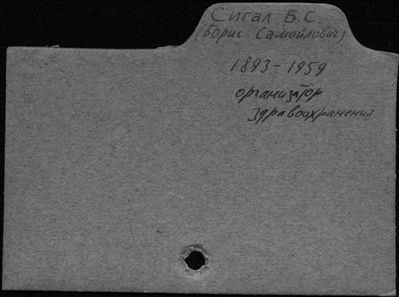 Сигал Б.С.
(Борис Самойлович)
1893-1959
организатор
здравоохранения